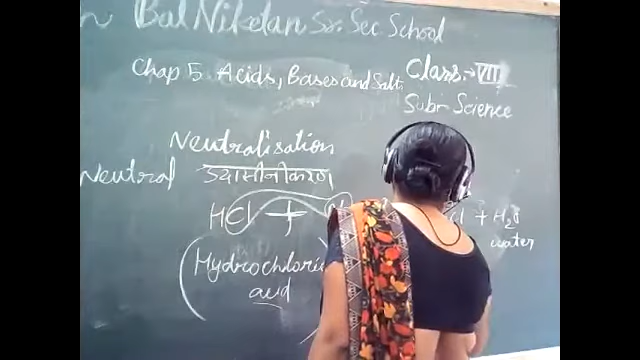 Bal Niketan Sr. Sec School
Chap 5 Acids, Bases and Salt.
Class:- VII
Sub:- Science
Neutralisation
Neutral उदासीनीकरण
HCl + + H₂O
water
Hydrochloric
acid